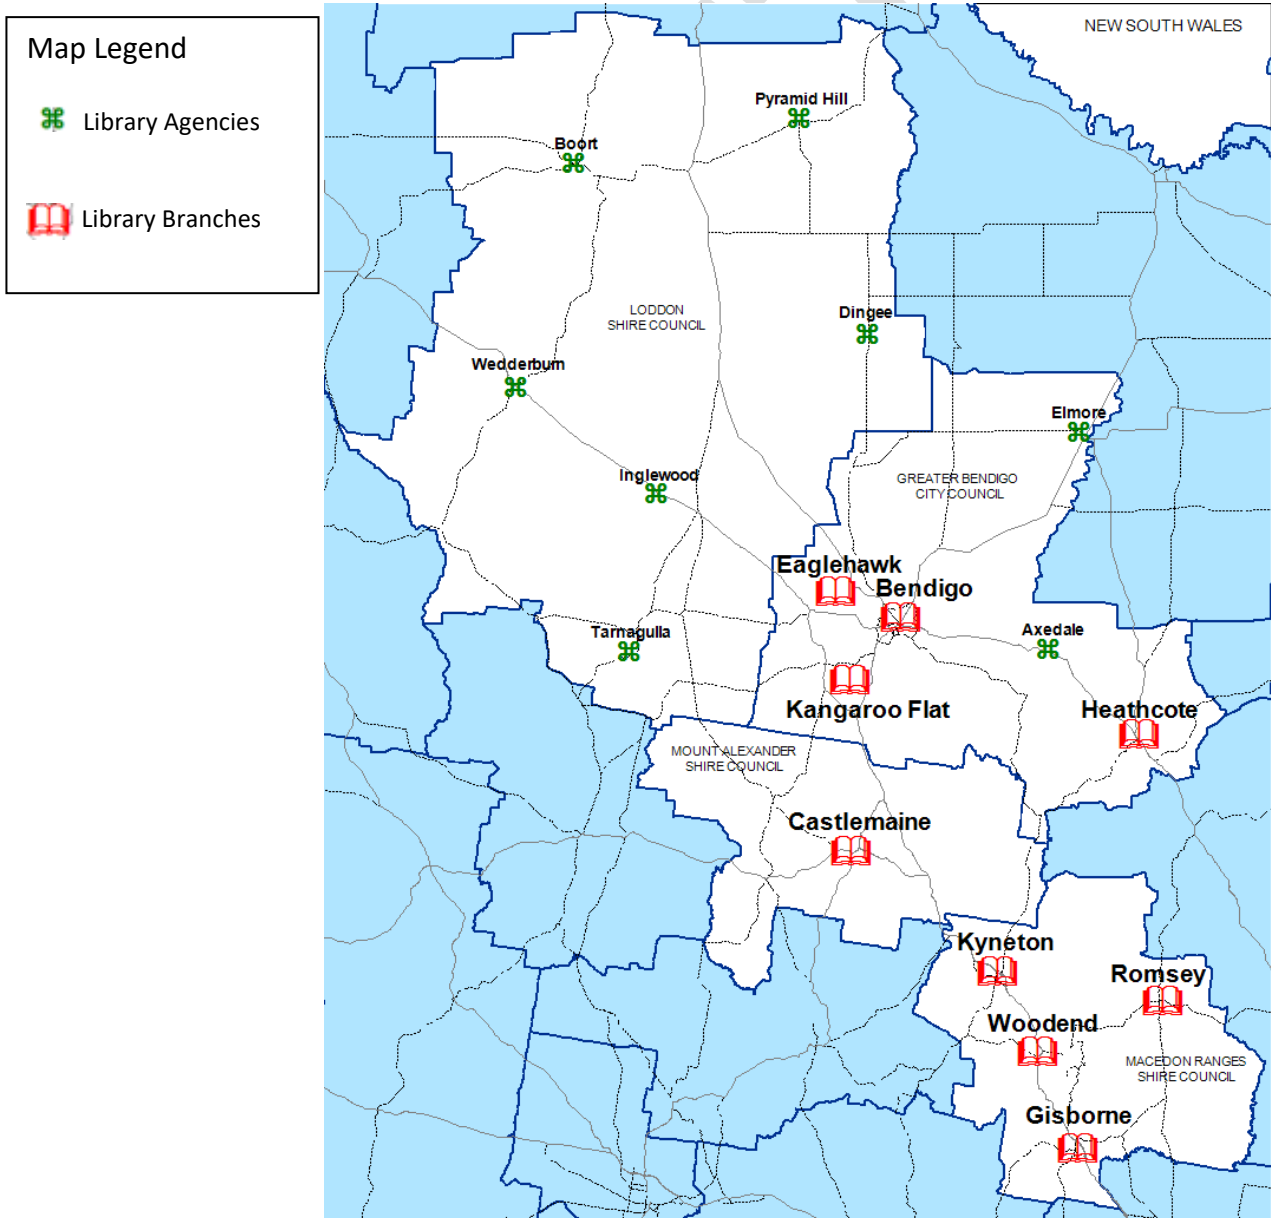 Map Legend
Library Agencies
Library Branches
NEW SOUTH WALES
Pyramid Hill
Boort
LODDON
SHIRE COUNCIL
Dingee
Wedderburn
Elmore
Inglewood
GREATER BENDIGO
CITY COUNCIL
Eaglehawk
Bendigo
Tarnagulla
Axedale
Kangaroo Flat
Heathcote
MOUNT ALEXANDER
SHIRE COUNCIL
Castlemaine
Kyneton
Romsey
Woodend
MACEDON RANGES
SHIRE COUNCIL
Gisborne